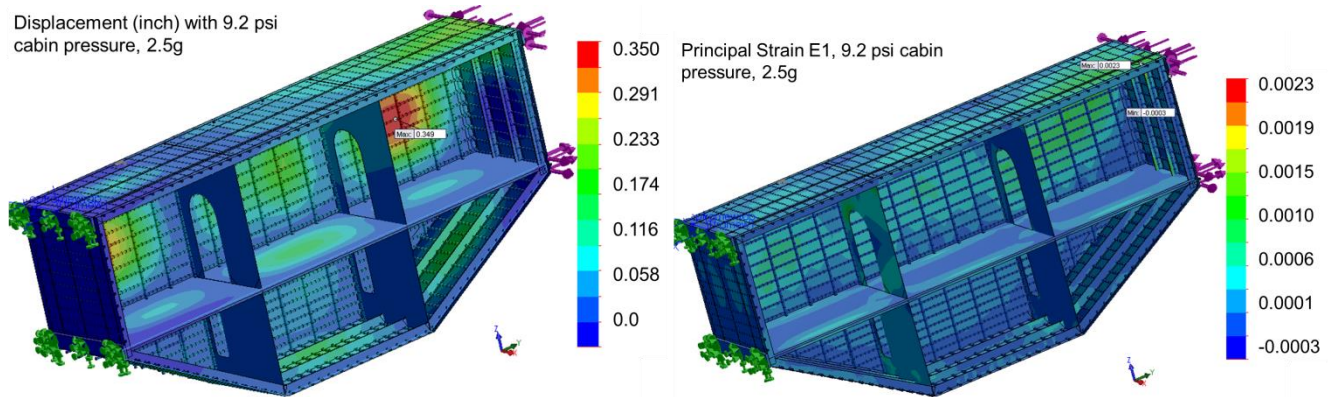 Displacement (inch) with 9.2 psi
cabin pressure, 2.5g
0.350
0.291
0.233
0.174
0.116
0.058
0.0
Max: 0.349
Z
Y
X
Principal Strain E1, 9.2 psi cabin
pressure, 2.5g
Max: 0.0023
Min: -0.0003
0.0023
0.0019
0.0015
0.0010
0.0006
0.0001
-0.0003
Z
Y
X